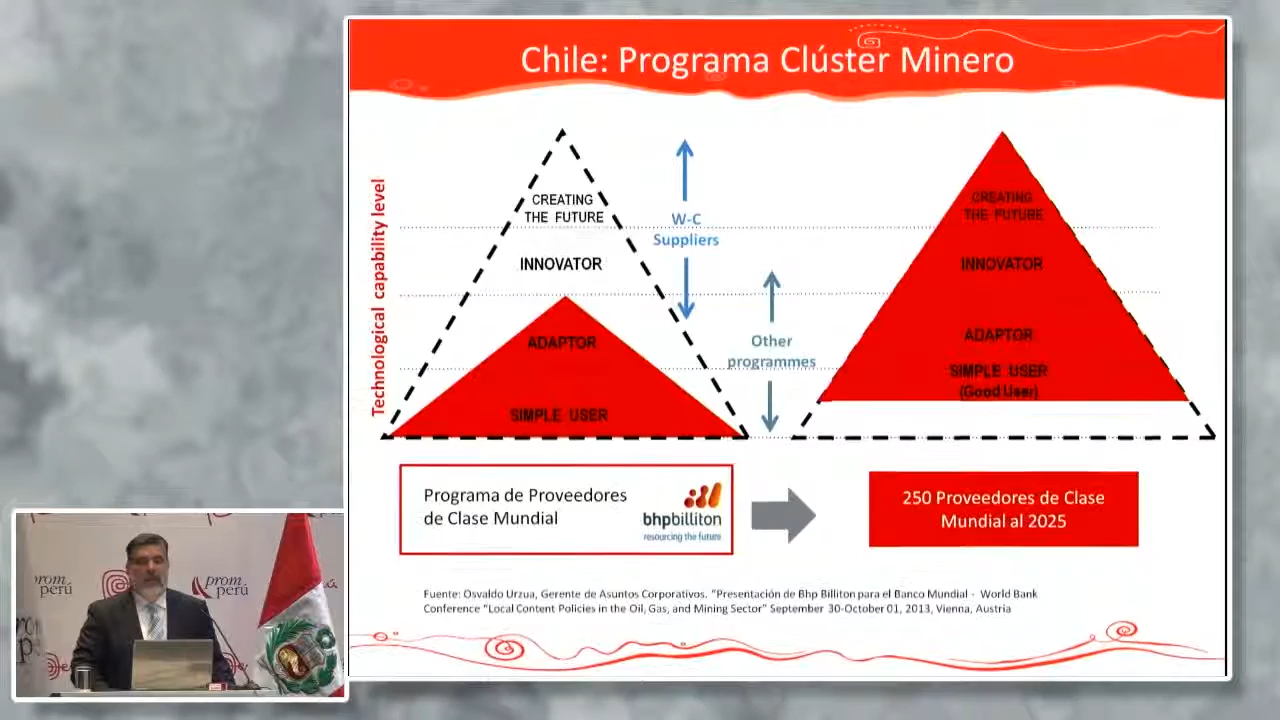 Chile: Programa Clúster Minero
Technological capability level
CREATING
THE FUTURE
INNOVATOR
ADAPTOR
SIMPLE USER
W-C
Suppliers
Other
programmes
CREATING
THE FUTURE
INNOVATOR
ADAPTOR
SIMPLE USER
(Good User)
Programa de Proveedores
de Clase Mundial
bhpbilliton
resourcing the future
250 Proveedores de Clase
Mundial al 2025
Fuente: Osvaldo Urzua, Gerente de Asuntos Corporativos. "Presentación de Bhp Billiton para el Banco Mundial - World Bank
Conference "Local Content Policies in the Oil, Gas, and Mining Sector" September 30-October 01, 2013, Vienna, Austria
prom
perú
prom
perú